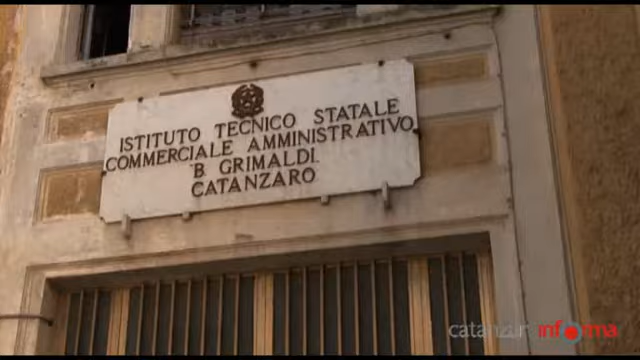 ISTITUTO TECNICO STATALE
COMMERCIALE AMMINISTRATIVO
"B. GRIMALDI"
CATANZARO
catanzaroinforma